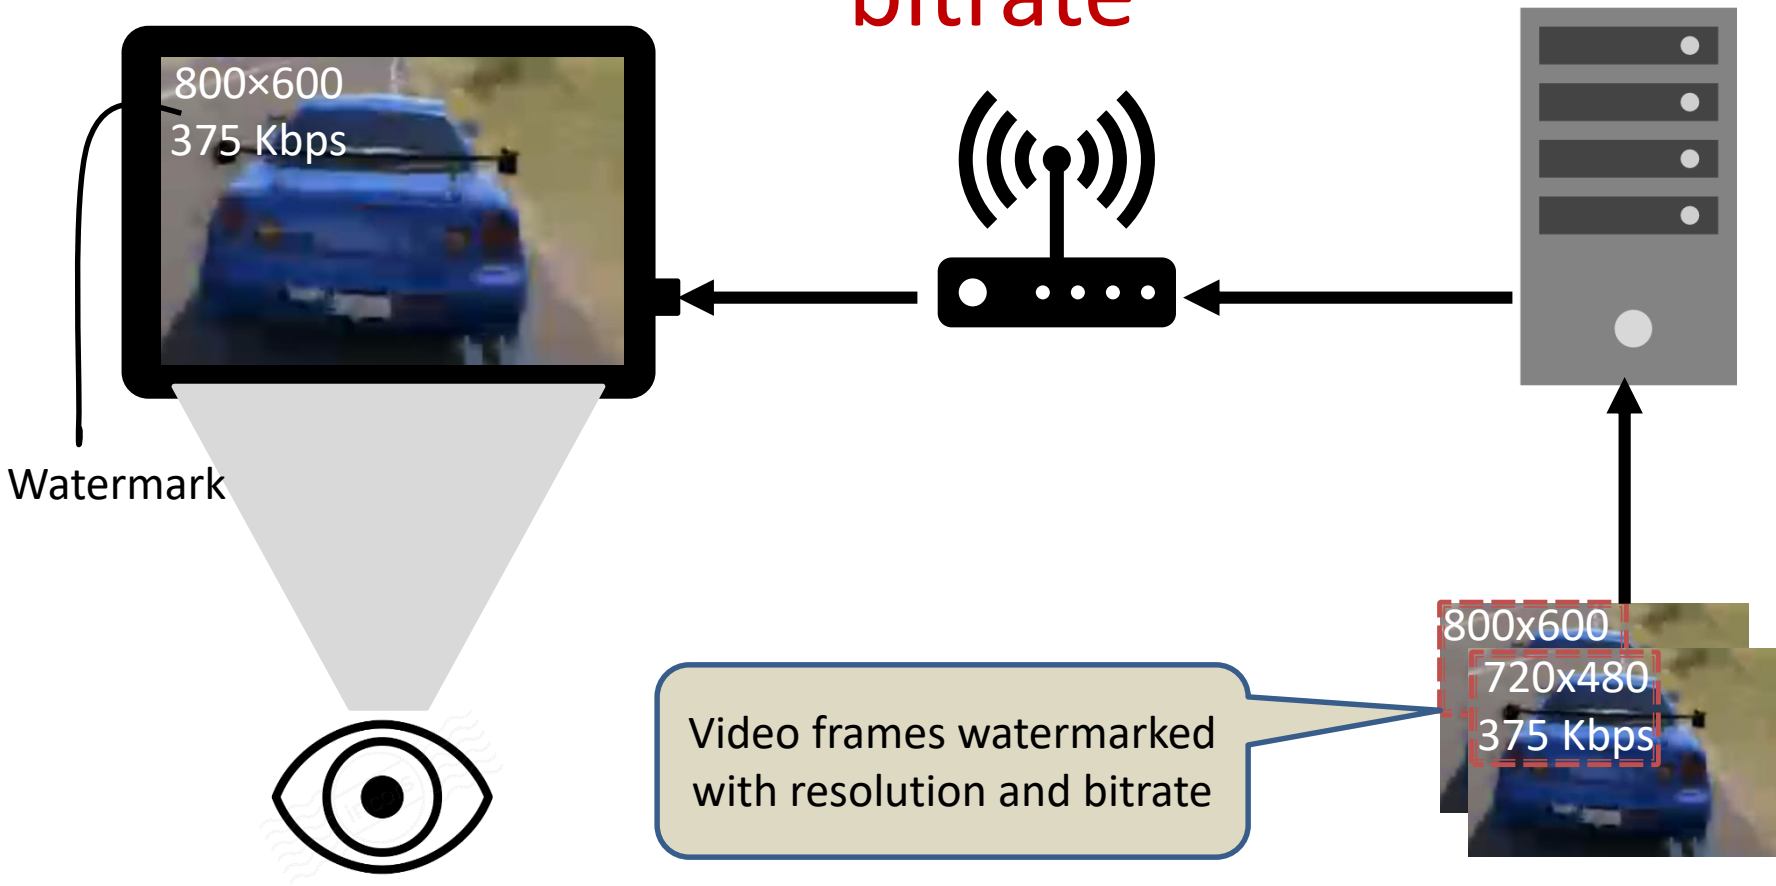 bitrate
800×600
375 Kbps
Watermark
800x600
720x480
375 Kbps
Video frames watermarked
with resolution and bitrate